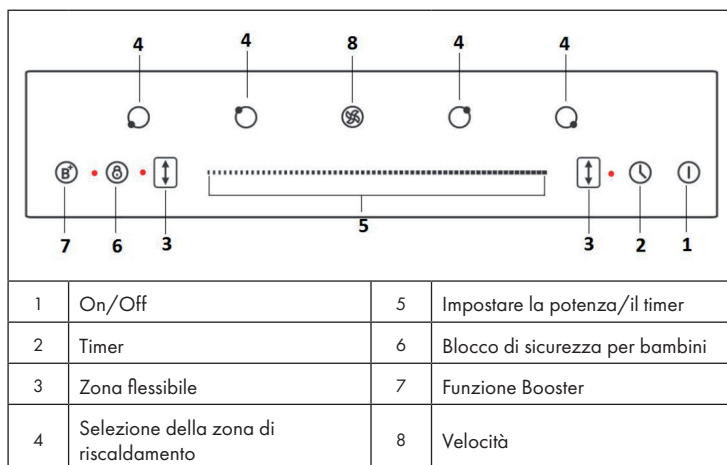 4 4 8 4 4
B+
5
7 6 3 3 2 1
1 On/Off 5 Impostare la potenza/il timer
2 Timer 6 Blocco di sicurezza per bambini
3 Zona flessibile 7 Funzione Booster
4 Selezione della zona di riscaldamento 8 Velocità